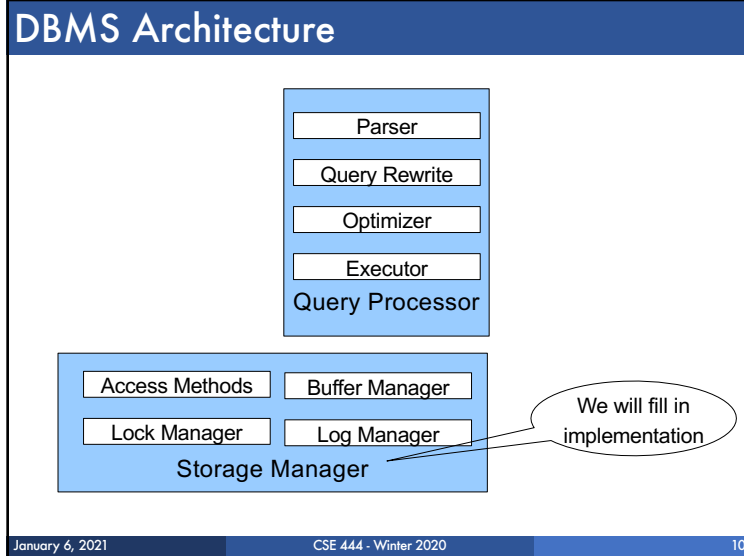 DBMS Architecture
Parser
Query Rewrite
Optimizer
Executor
Query Processor
Access Methods
Buffer Manager
Lock Manager
Log Manager
Storage Manager
We will fill in
implementation
January 6, 2021
CSE 444 - Winter 2020
10